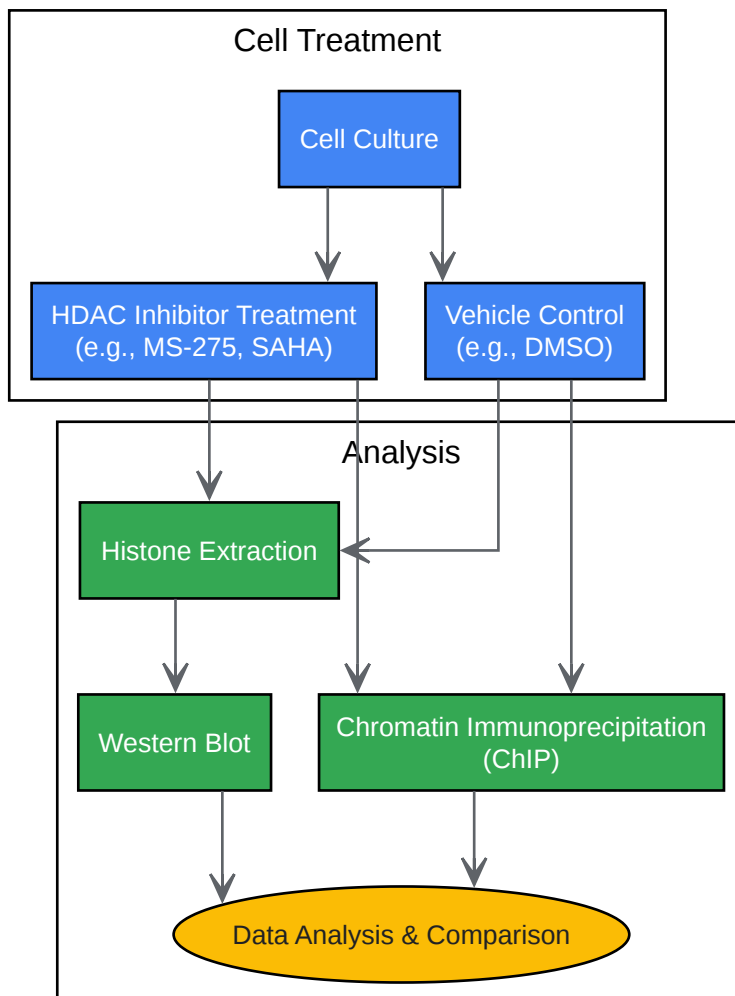 Cell Treatment
Cell Culture
HDAC Inhibitor Treatment
(e.g., MS-275, SAHA)
Vehicle Control
(e.g., DMSO)
Analysis
Histone Extraction
Western Blot
Chromatin Immunoprecipitation
(ChIP)
Data Analysis & Comparison